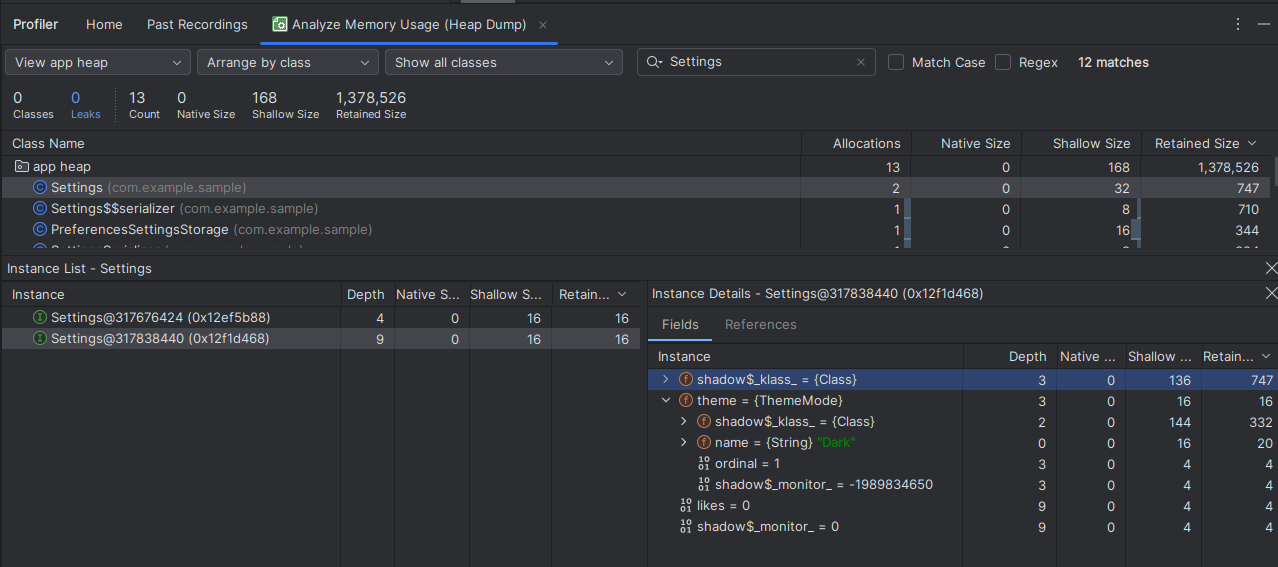 Profiler Home Past Recordings Analyze Memory Usage (Heap Dump)
View app heap Arrange by class Show all classes Settings Match Case Regex 12 matches
0 0 13 0 168 1,378,526
Classes Leaks Count Native Size Shallow Size Retained Size
Class Name Allocations Native Size Shallow Size Retained Size
app heap 13 0 168 1,378,526
Settings (com.example.sample) 2 0 32 747
Settings$$serializer (com.example.sample) 1 0 8 710
PreferencesSettingsStorage (com.example.sample) 1 0 16 344
Instance List - Settings
Instance Depth Native S... Shallow S... Retain...
Settings@317676424 (0x12ef5b88) 4 0 16 16
Settings@317838440 (0x12f1d468) 9 0 16 16
Instance Details - Settings@317838440 (0x12f1d468)
Fields References
Instance Depth Native ... Shallow ... Retain...
shadow$_klass_ = {Class} 3 0 136 747
theme = {ThemeMode} 3 0 16 16
shadow$_klass_ = {Class} 2 0 144 332
name = {String} "Dark" 0 0 16 20
10
01 ordinal = 1 3 0 4 4
10
01 shadow$_monitor_ = -1989834650 3 0 4 4
10
01 likes = 0 9 0 4 4
10
01 shadow$_monitor_ = 0 9 0 4 4